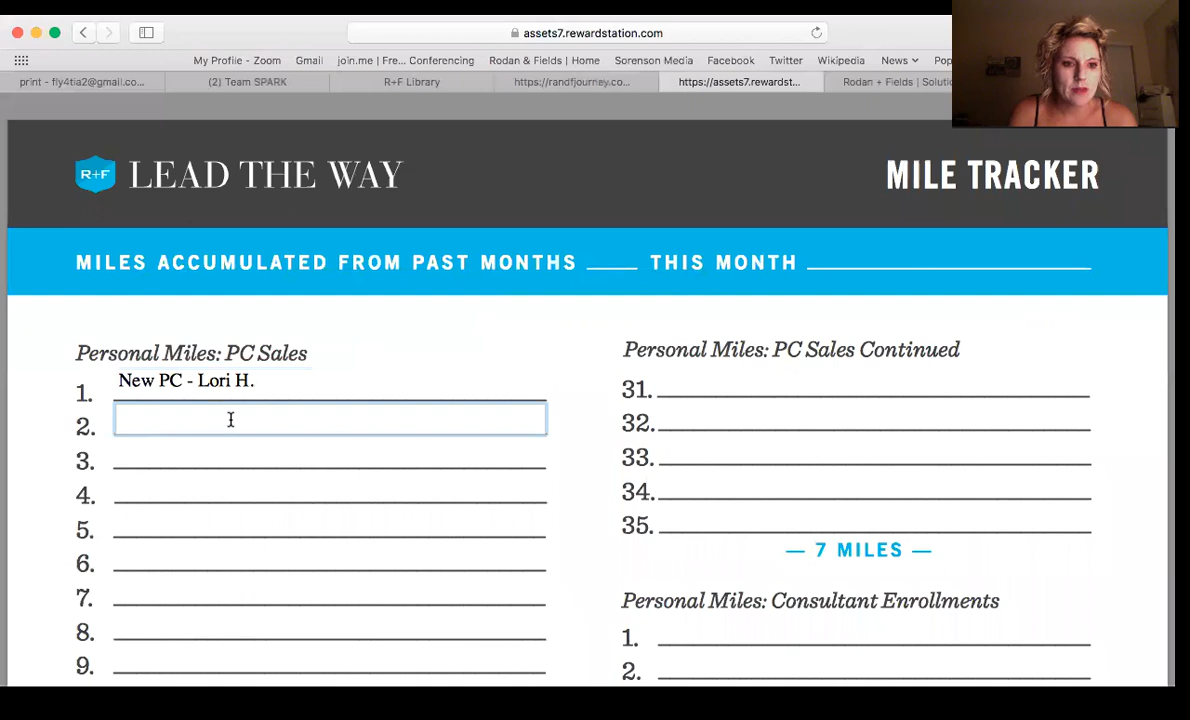 assets7.rewardstation.com
My Profile - Zoom Gmail join.me | Fre... Conferencing Rodan & Fields | Home Sorenson Media Facebook Twitter Wikipedia News Pop
print - fly4tia2@gmail.co... (2) Team SPARK R+F Library https://randfjourney.co... https://assets7.rewardst... Rodan + Fields | Soluti
R+F LEAD THE WAY MILE TRACKER
MILES ACCUMULATED FROM PAST MONTHS ____ THIS MONTH ____
Personal Miles: PC Sales
1. New PC - Lori H.
2.
3.
4.
5.
6.
7.
8.
9.
Personal Miles: PC Sales Continued
31.
32.
33.
34.
35.
— 7 MILES —
Personal Miles: Consultant Enrollments
1.
2.